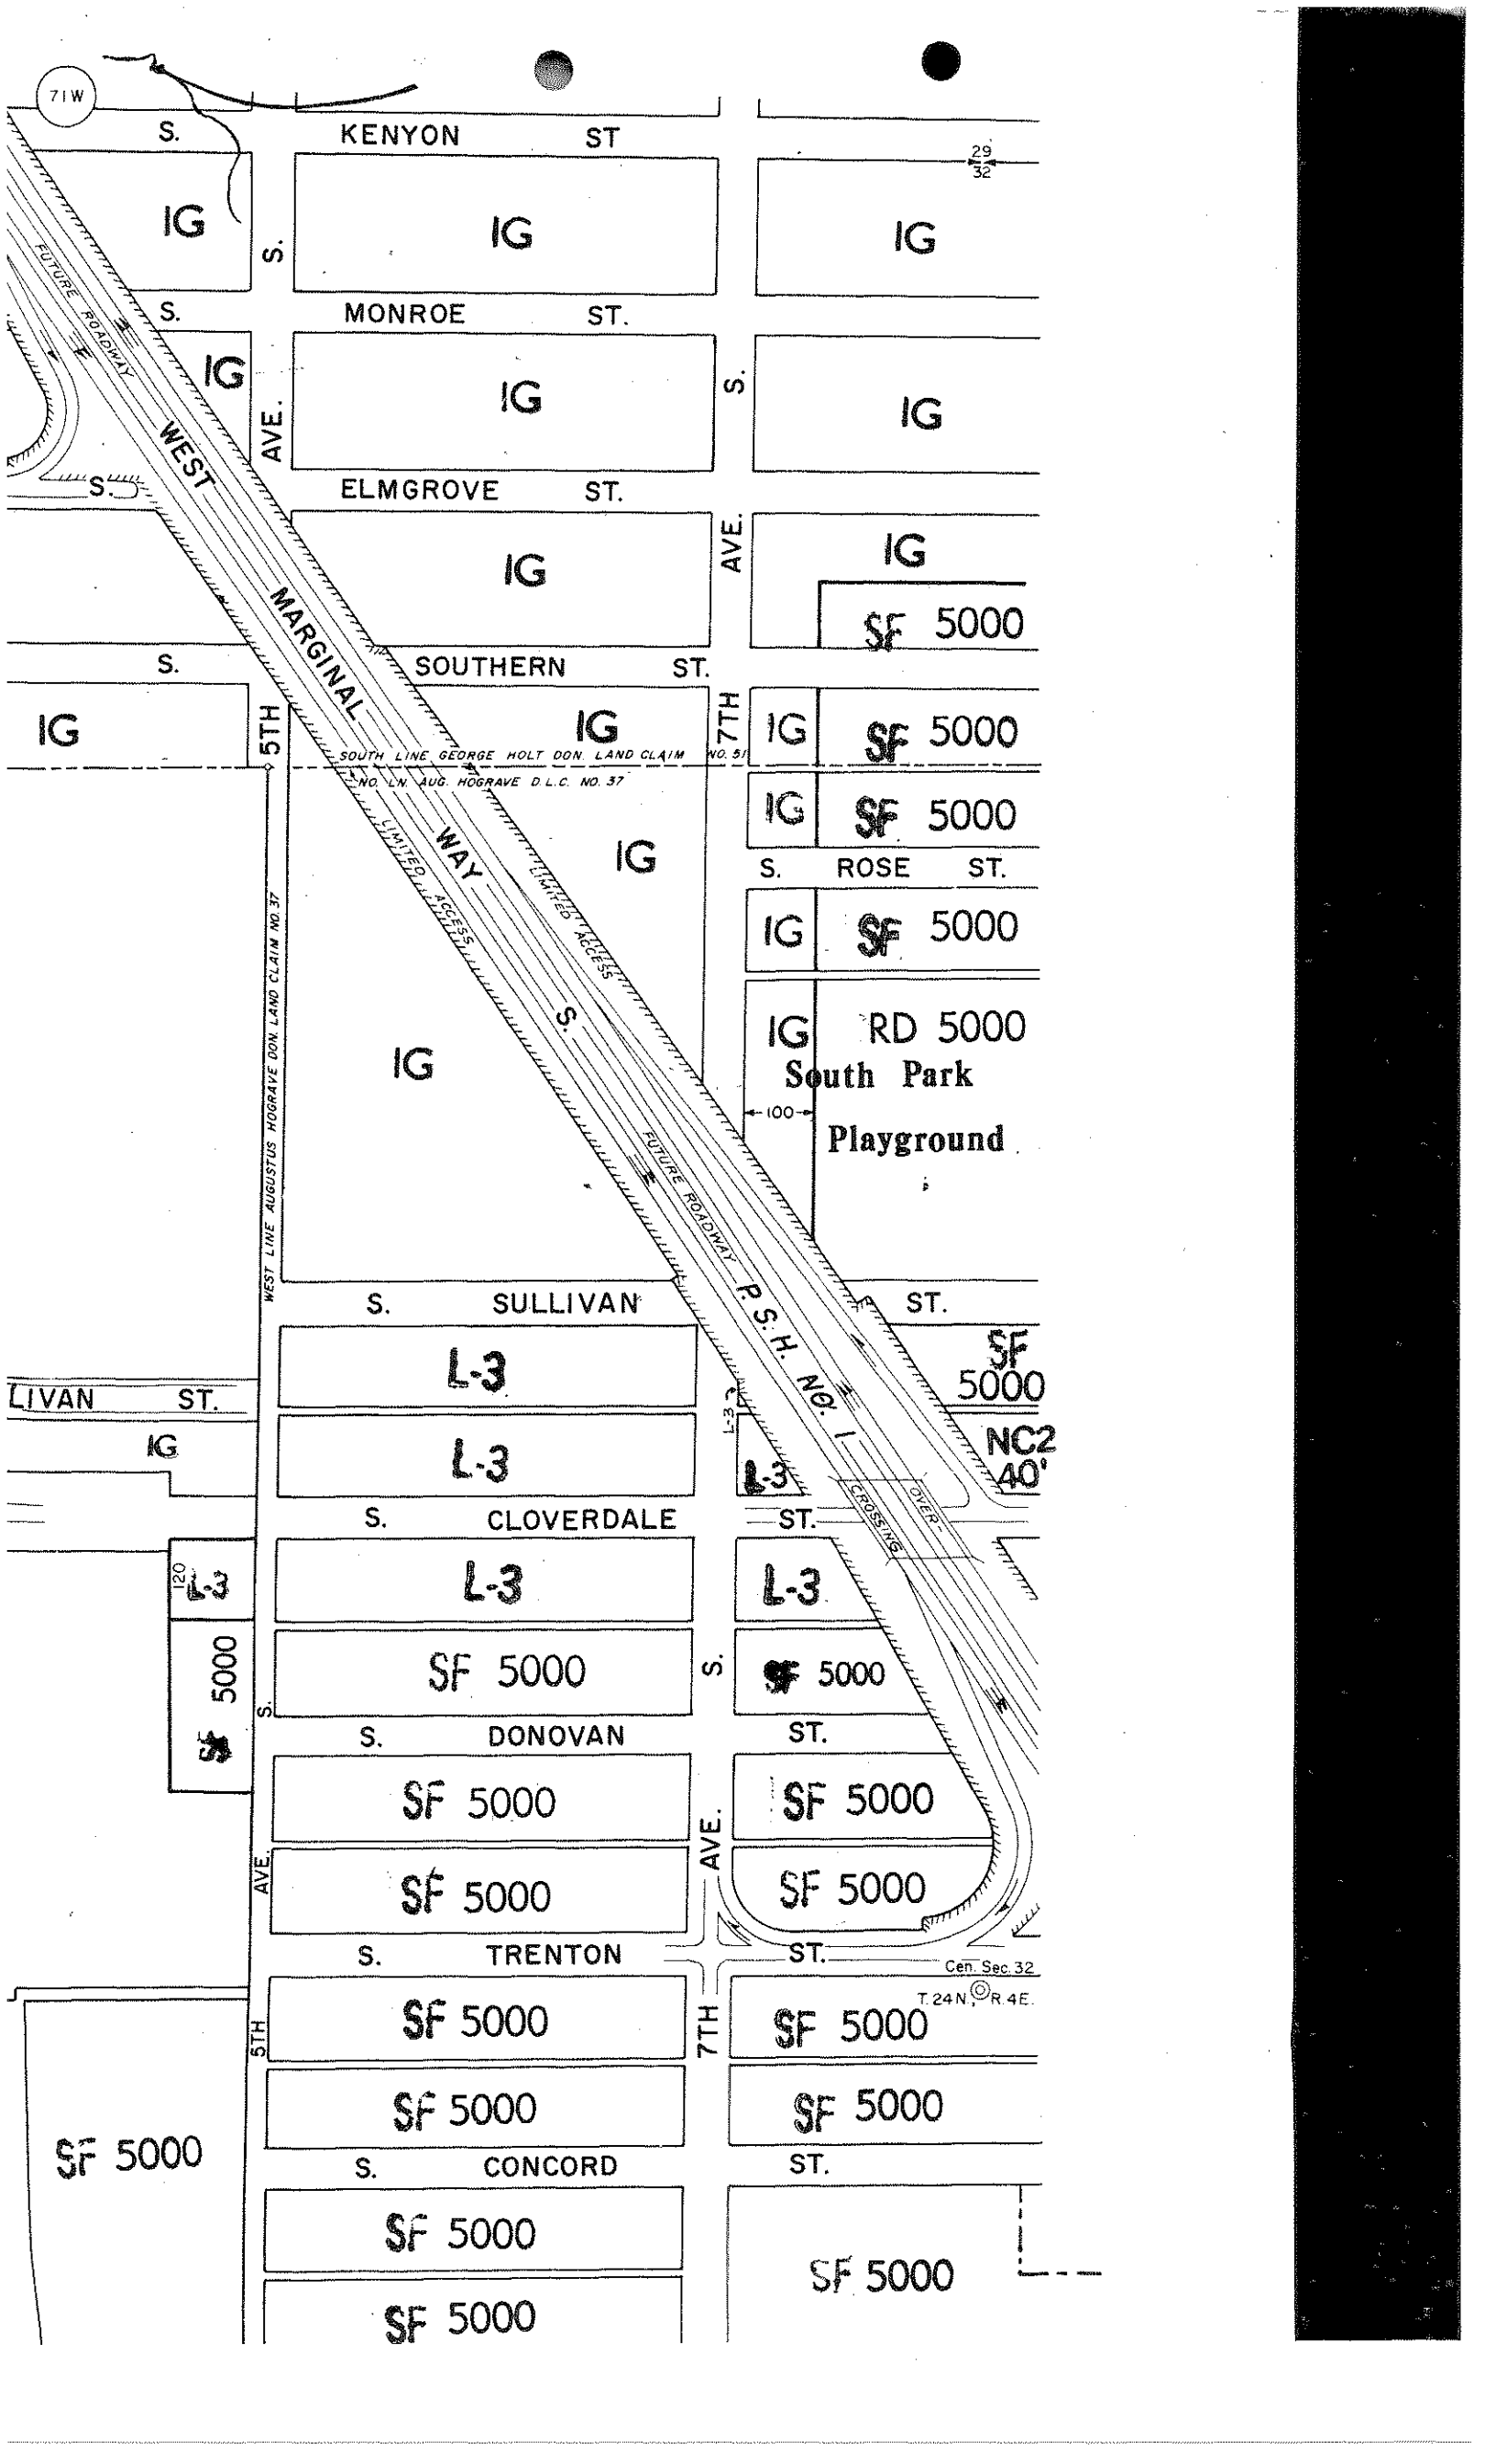 71W
S. KENYON ST
29
32
IG
IG
IG
S.
FUTURE ROADWAY
S. MONROE ST.
IG
IG
IG
S.
AVE.
WEST
S. ELMGROVE ST.
AVE.
IG
IG
MARGINAL
SF 5000
S. SOUTHERN ST.
IG
5TH
IG
7TH
IG
SF 5000
SOUTH LINE GEORGE HOLT DON. LAND CLAIM NO. 51
NO. LN. AUG. HOGRAVE D.L.C. NO. 37
IG
SF 5000
WAY
LIMITED ACCESS
LIMITED ACCESS
IG
S. ROSE ST.
WEST LINE AUGUSTUS HOGRAVE DON. LAND CLAIM NO. 37
IG
SF 5000
S.
IG
IG
RD 5000
South Park
100
Playground
FUTURE ROADWAY
P. S. H. NO. 1
S. SULLIVAN ST.
L-3
SF
5000
LIVAN ST.
L-3
IG
L-3
L-3
NC2
40'
S. CLOVERDALE ST.
OVER-
CROSSING
120
L-3
L-3
L-3
SF 5000
SF 5000
S.
SF 5000
S.
S. DONOVAN ST.
SF 5000
SF 5000
AVE.
AVE.
SF 5000
SF 5000
S. TRENTON ST.
Cen. Sec. 32
T. 24 N., R. 4 E.
SF 5000
SF 5000
5TH
7TH
SF 5000
SF 5000
SF 5000
S. CONCORD ST.
SF 5000
SF 5000
SF 5000